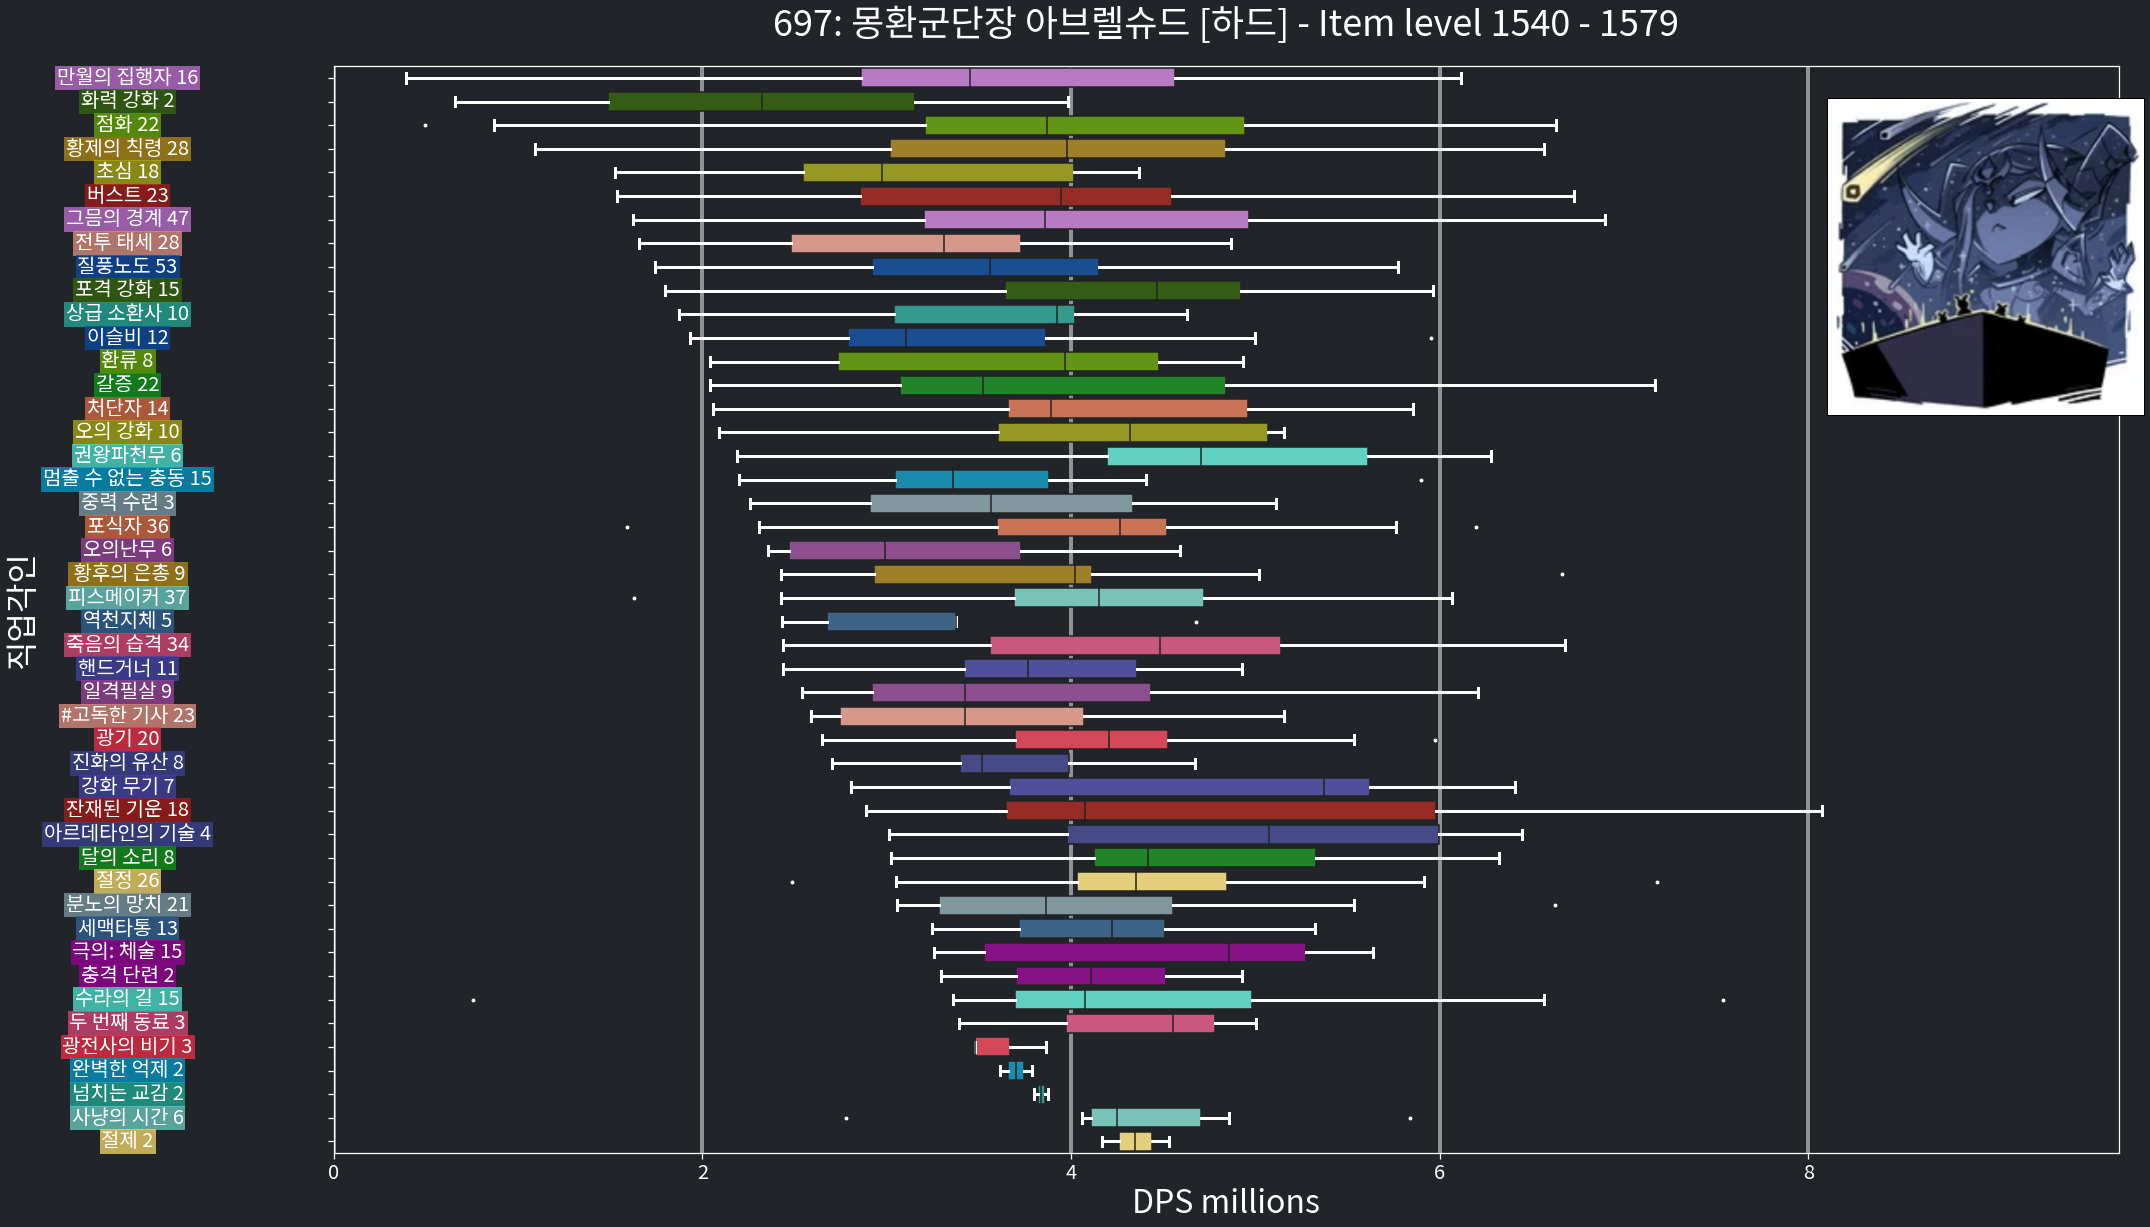 697: 몽환군단장 아브렐슈드 [하드] - Item level 1540 - 1579
직업각인
만월의 집행자 16
화력 강화 2
점화 22
황제의 칙령 28
초심 18
버스트 23
그믐의 경계 47
전투 태세 28
질풍노도 53
포격 강화 15
상급 소환사 10
이슬비 12
환류 8
갈증 22
처단자 14
오의 강화 10
권왕파천무 6
멈출 수 없는 충동 15
중력 수련 3
포식자 36
오의난무 6
황후의 은총 9
피스메이커 37
역천지체 5
죽음의 습격 34
핸드거너 11
일격필살 9
#고독한 기사 23
광기 20
진화의 유산 8
강화 무기 7
잔재된 기운 18
아르데타인의 기술 4
달의 소리 8
절정 26
분노의 망치 21
세맥타통 13
극의: 체술 15
충격 단련 2
수라의 길 15
두 번째 동료 3
광전사의 비기 3
완벽한 억제 2
넘치는 교감 2
사냥의 시간 6
절제 2
0 2 4 6 8
DPS millions